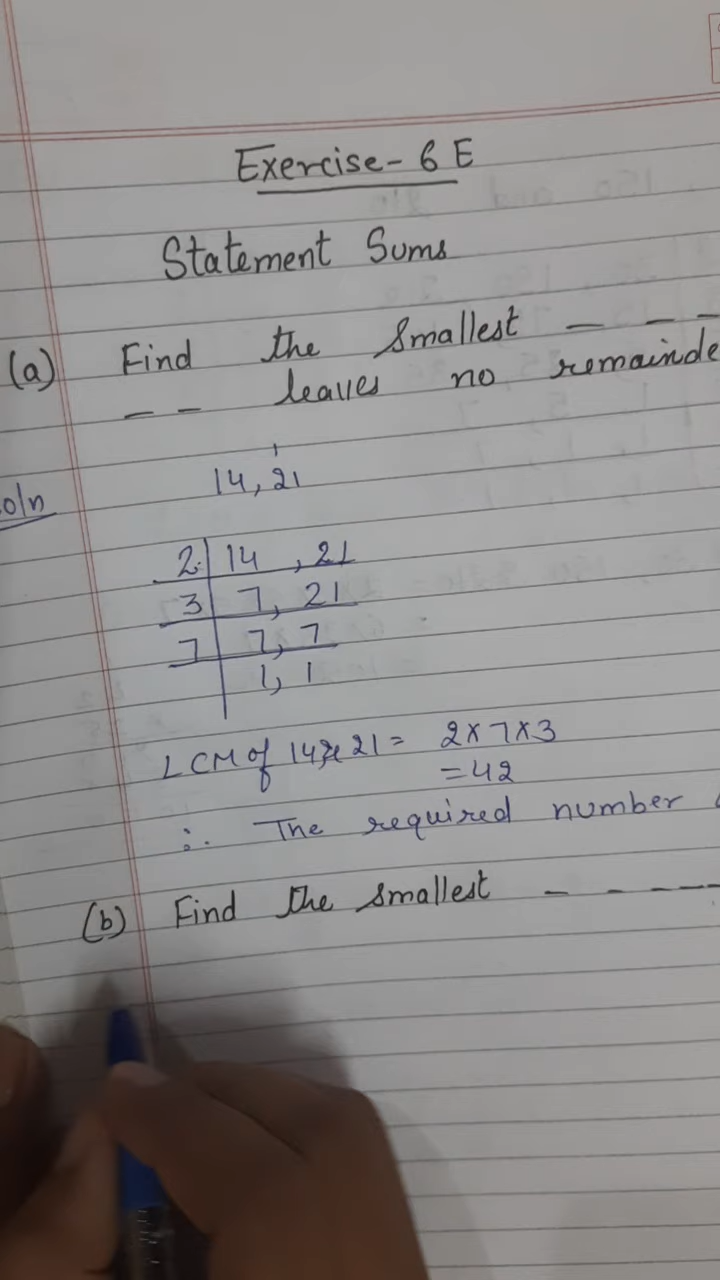 Exercise - 6 E
Statement Sums
(a) Find the smallest _ _ _
_ _ leaves no remainde
oln
14, 21
2 14 , 21
3 7, 21
7 7, 7
1, 1
LCM of 14 & 21 = 2×7×3
= 42
∴ The required number
(b) Find the smallest - - - --